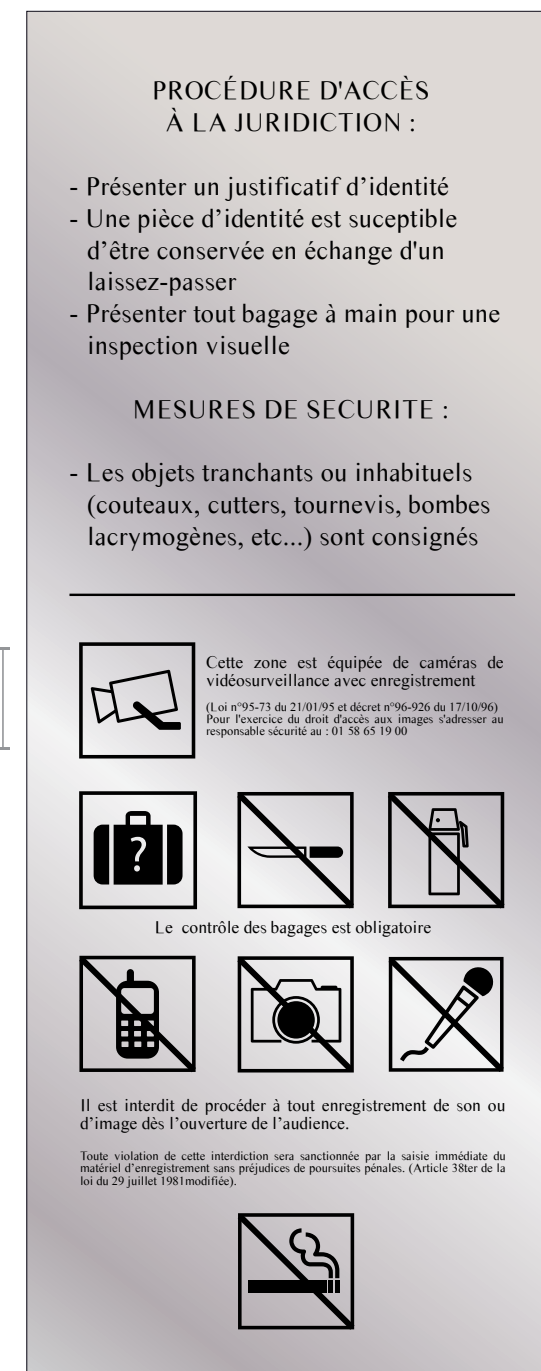 PROCÉDURE D'ACCÈS
À LA JURIDICTION :
- Présenter un justificatif d’identité
- Une pièce d’identité est suceptible
d’être conservée en échange d'un
laissez-passer
- Présenter tout bagage à main pour une
inspection visuelle
MESURES DE SECURITE :
- Les objets tranchants ou inhabituels
(couteaux, cutters, tournevis, bombes
lacrymogènes, etc...) sont consignés
Cette zone est équipée de caméras de
vidéosurveillance avec enregistrement
(Loi n°95-73 du 21/01/95 et décret n°96-926 du 17/10/96)
Pour l'exercice du droit d'accès aux images s'adresser au
responsable sécurité au : 01 58 65 19 00
?
Le contrôle des bagages est obligatoire
Il est interdit de procéder à tout enregistrement de son ou
d’image dès l’ouverture de l’audience.
Toute violation de cette interdiction sera sanctionnée par la saisie immédiate du
matériel d’enregistrement sans préjudices de poursuites pénales. (Article 38ter de la
loi du 29 juillet 1981modifiée).